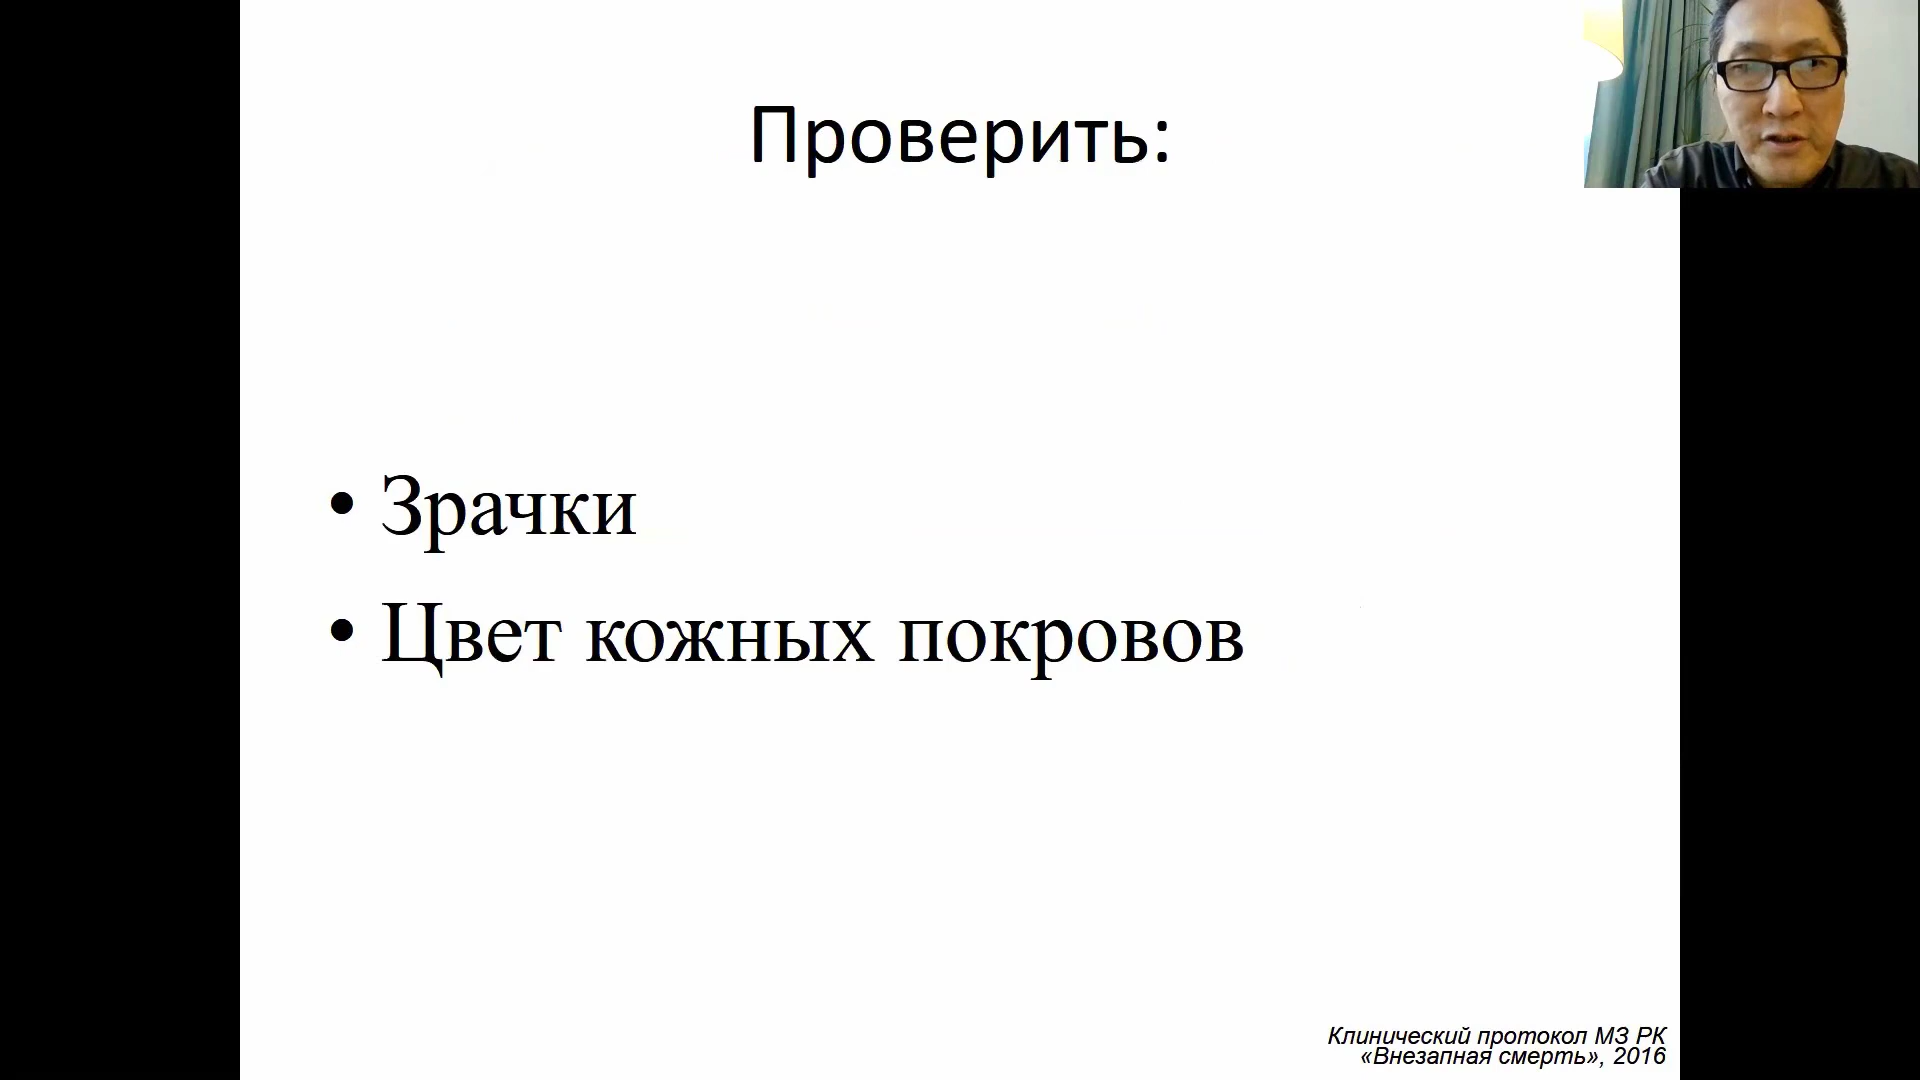 Проверить:
• Зрачки
• Цвет кожных покровов
Клинический протокол МЗ РК
«Внезапная смерть», 2016